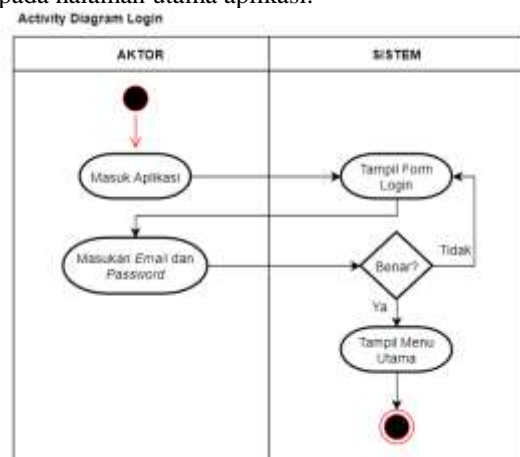 pada halaman utama aplikasi.
Activity Diagram Login
AKTOR
SISTEM
Masuk Aplikasi
Tampil Form
Login
Masukan Email dan
Password
Benar?
Tidak
Ya
Tampil Menu
Utama